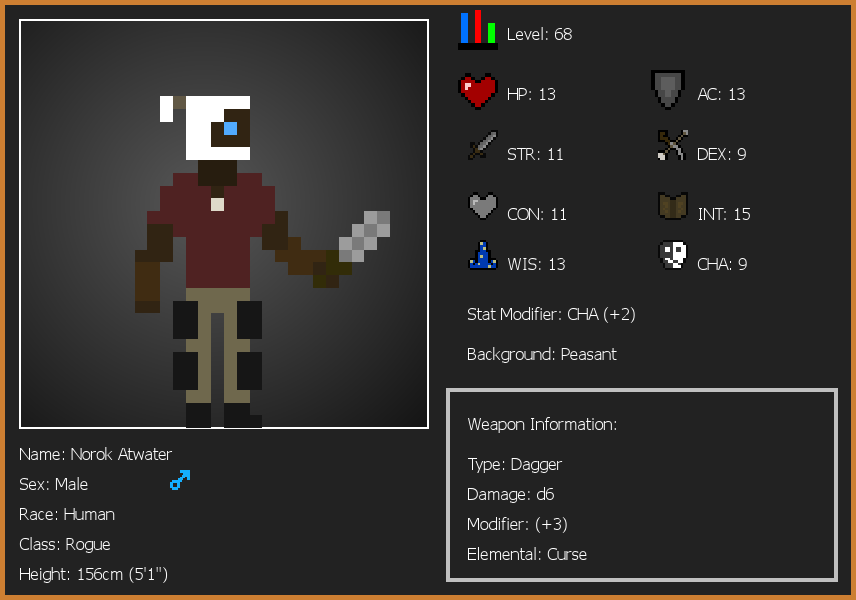 Level: 68
HP: 13
AC: 13
STR: 11
DEX: 9
CON: 11
INT: 15
WIS: 13
CHA: 9
Stat Modifier: CHA (+2)
Background: Peasant
Weapon Information:
Type: Dagger
Damage: d6
Modifier: (+3)
Elemental: Curse
Name: Norok Atwater
Sex: Male
Race: Human
Class: Rogue
Height: 156cm (5'1")